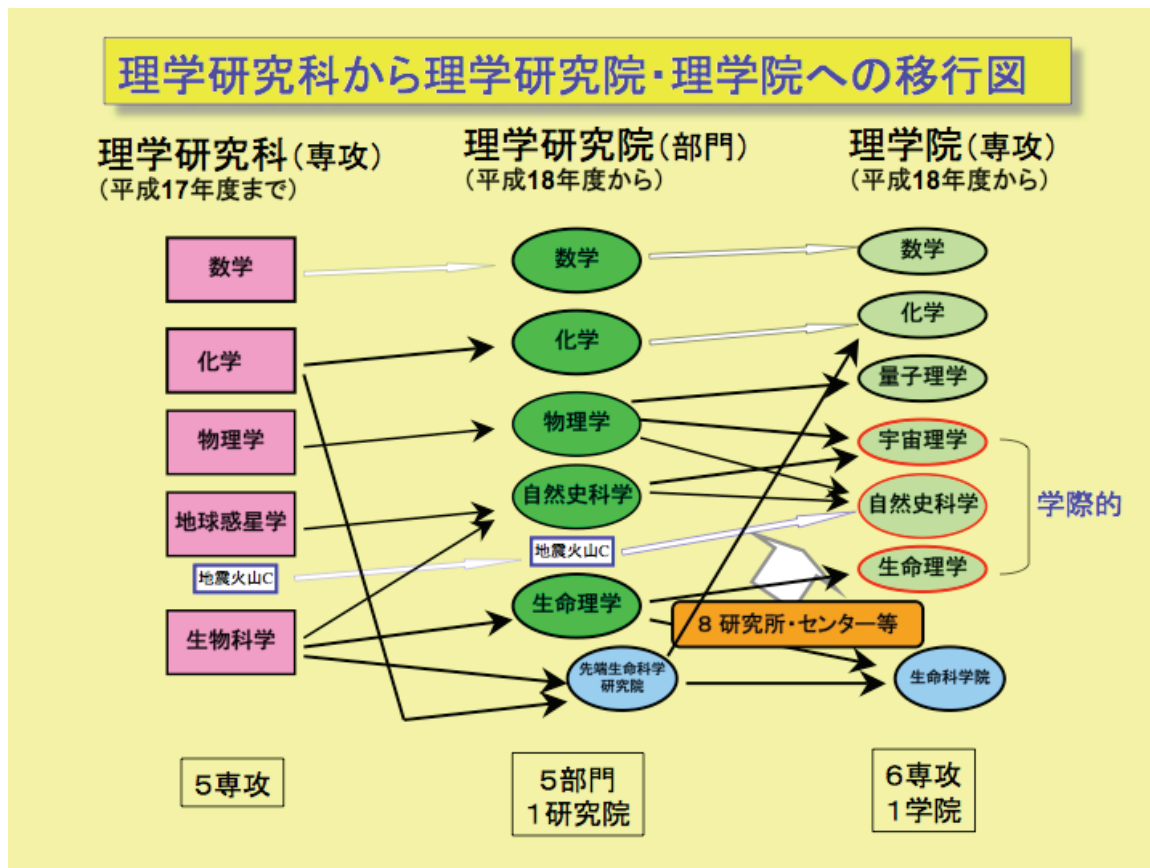 理学研究科から理学研究院・理学院への移行図
理学研究科(専攻)
(平成17年度まで)
数学
化学
物理学
地球惑星学
地震火山C
生物科学
5専攻
理学研究院(部門)
(平成18年度から)
数学
化学
物理学
自然史科学
地震火山C
生命理学
先端生命科学
研究院
5部門
1研究院
理学院(専攻)
(平成18年度から)
数学
化学
量子理学
宇宙理学
自然史科学
生命理学
学際的
8 研究所・センター等
生命科学院
6専攻
1学院